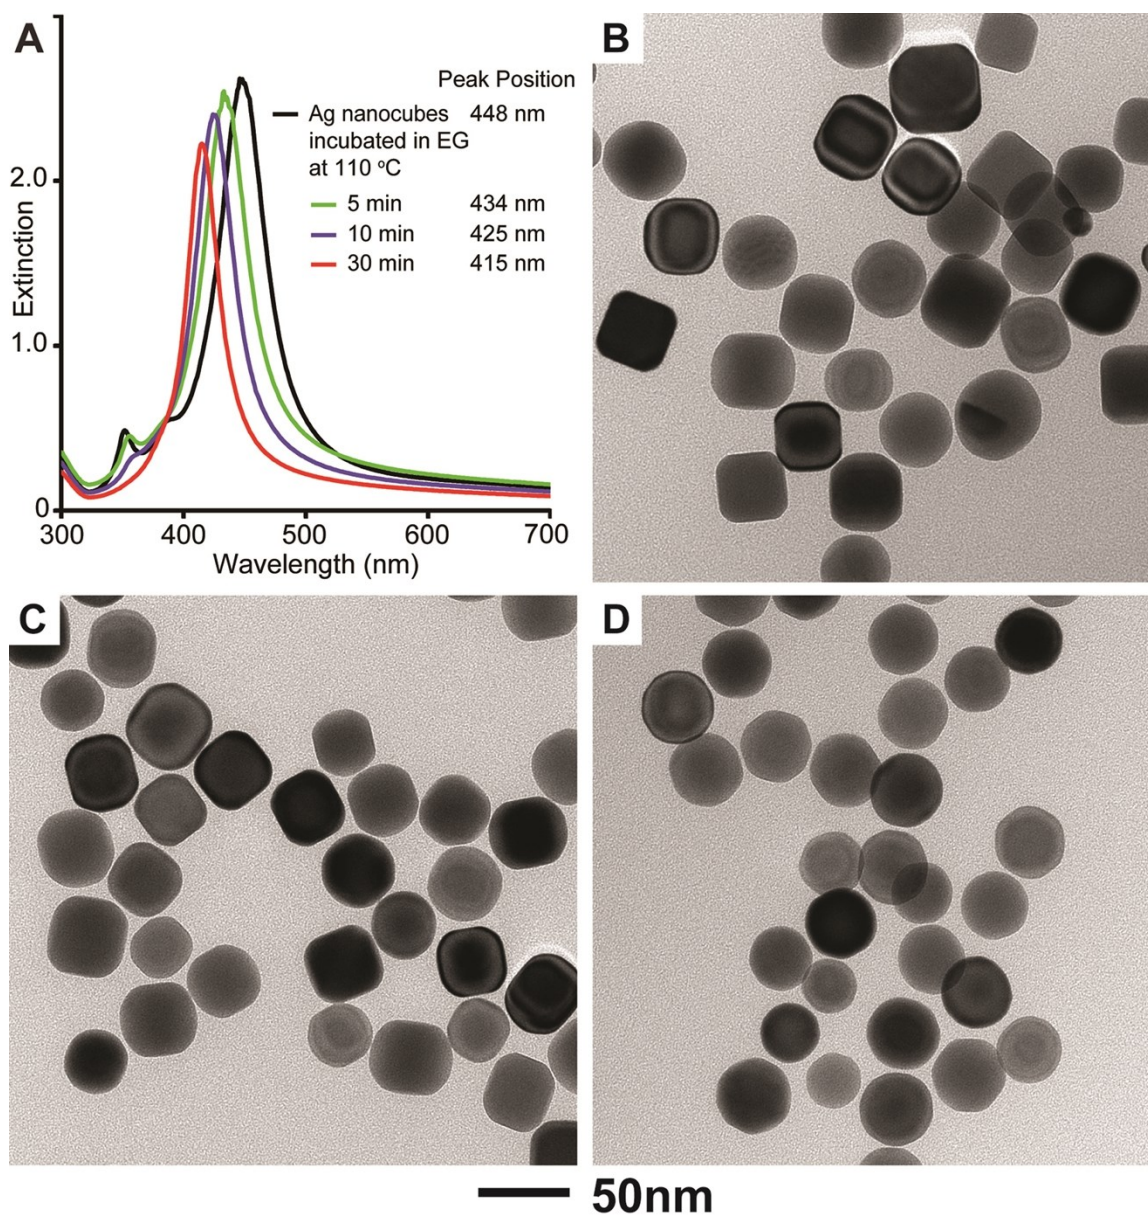 A
Peak Position
Ag nanocubes 448 nm
incubated in EG
at 110 °C
5 min 434 nm
10 min 425 nm
30 min 415 nm
Extinction
2.0
1.0
0
300 400 500 600 700
Wavelength (nm)
B
C
D
50nm